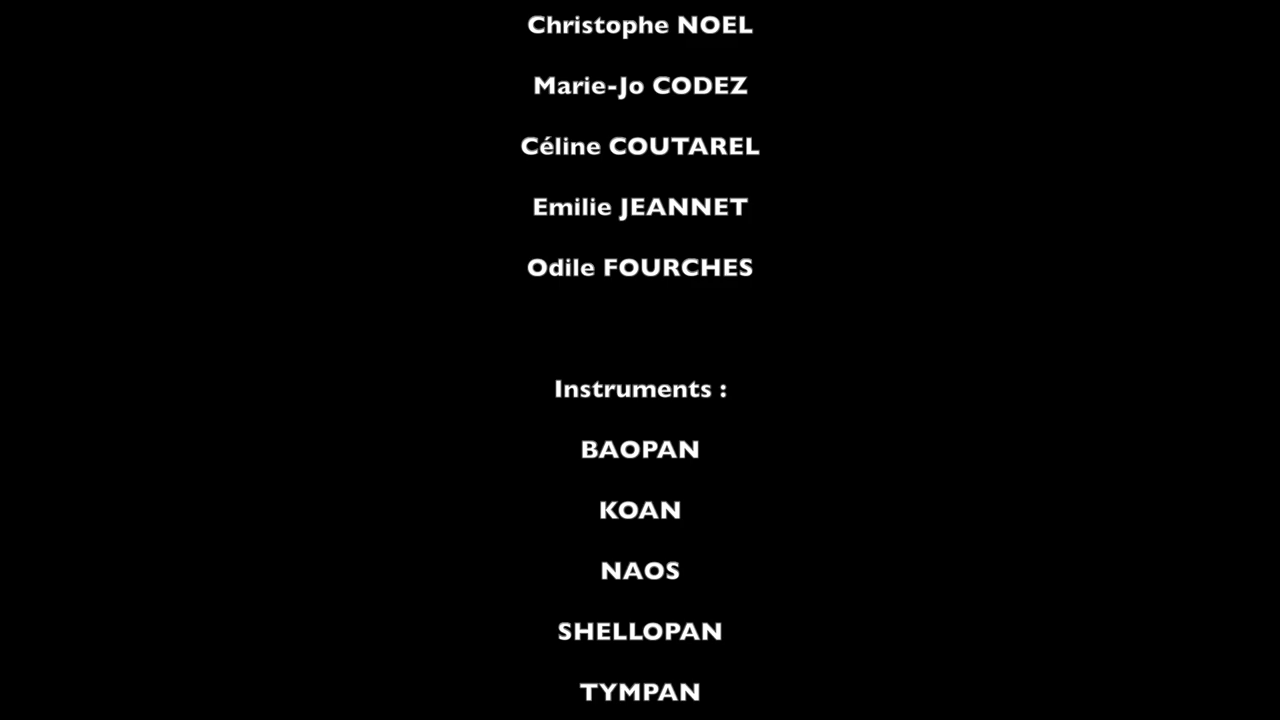 Christophe NOEL
Marie-Jo CODEZ
Céline COUTAREL
Emilie JEANNET
Odile FOURCHES
Instruments :
BAOPAN
KOAN
NAOS
SHELLOPAN
TYMPAN